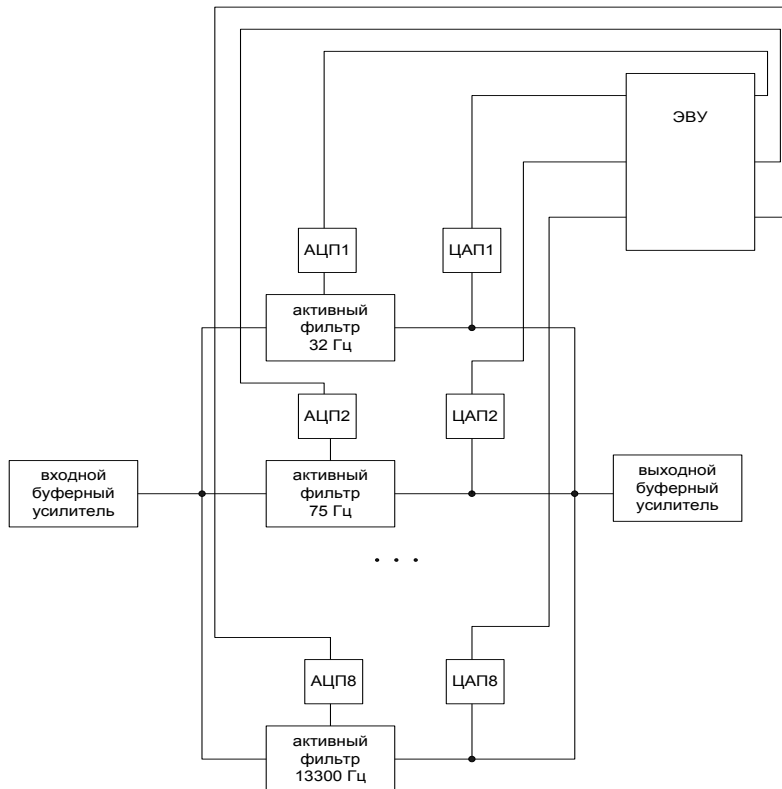 ЭВУ
АЦП1
ЦАП1
активный
фильтр
32 Гц
АЦП2
ЦАП2
входной
буферный
усилитель
активный
фильтр
75 Гц
выходной
буферный
усилитель
. . .
АЦП8
ЦАП8
активный
фильтр
13300 Гц